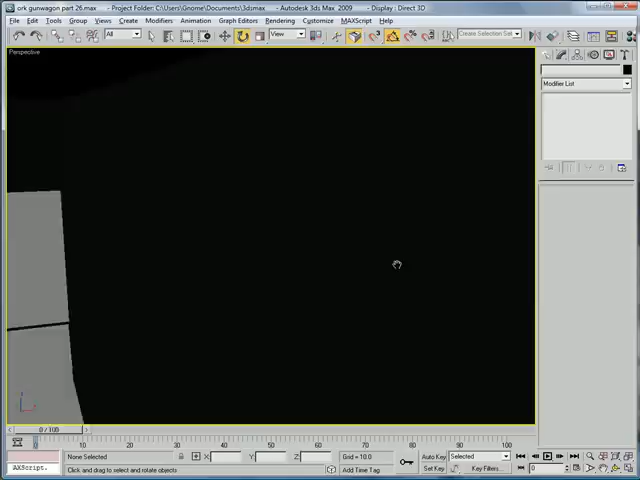 ork gunwagon part 26.max - Project Folder: C:\Users\Gnome\Documents\3dsmax - Autodesk 3ds Max 2009 - Display : Direct 3D
File Edit Tools Group Views Create Modifiers Animation Graph Editors Rendering Customize MAXScript Help
All View Create Selection Set
Perspective
Modifier List
0 / 100
0 10 20 30 40 50 60 70 80 90 100
None Selected X: Y: Z: Grid = 10.0 Auto Key Selected
AXScript. Click and drag to select and rotate objects Add Time Tag Set Key Key Filters... 0